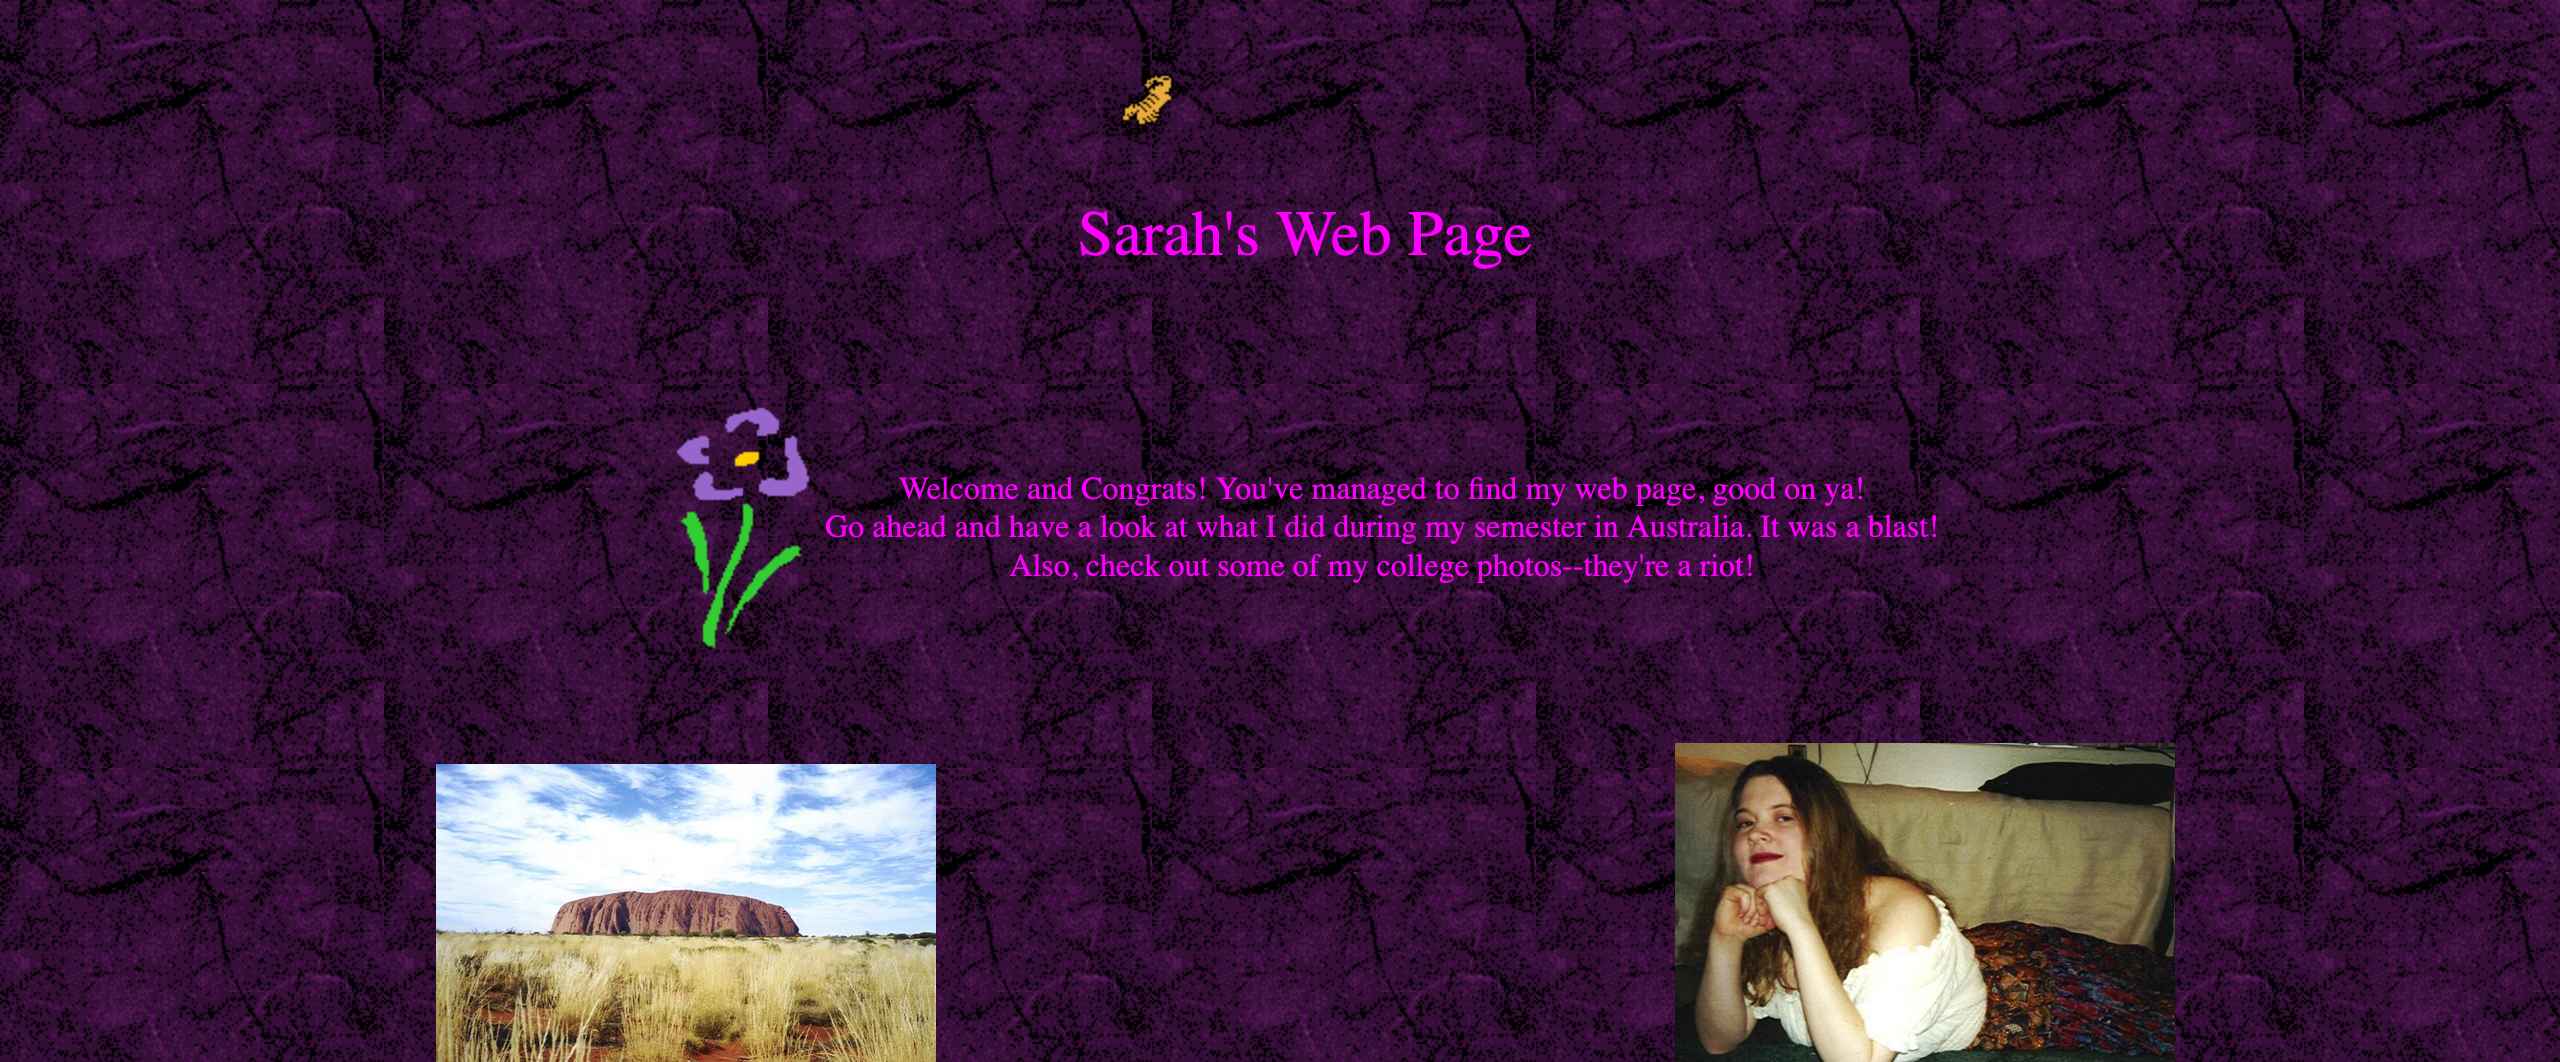 Sarah's Web Page
Welcome and Congrats! You've managed to find my web page, good on ya!
Go ahead and have a look at what I did during my semester in Australia. It was a blast!
Also, check out some of my college photos--they're a riot!